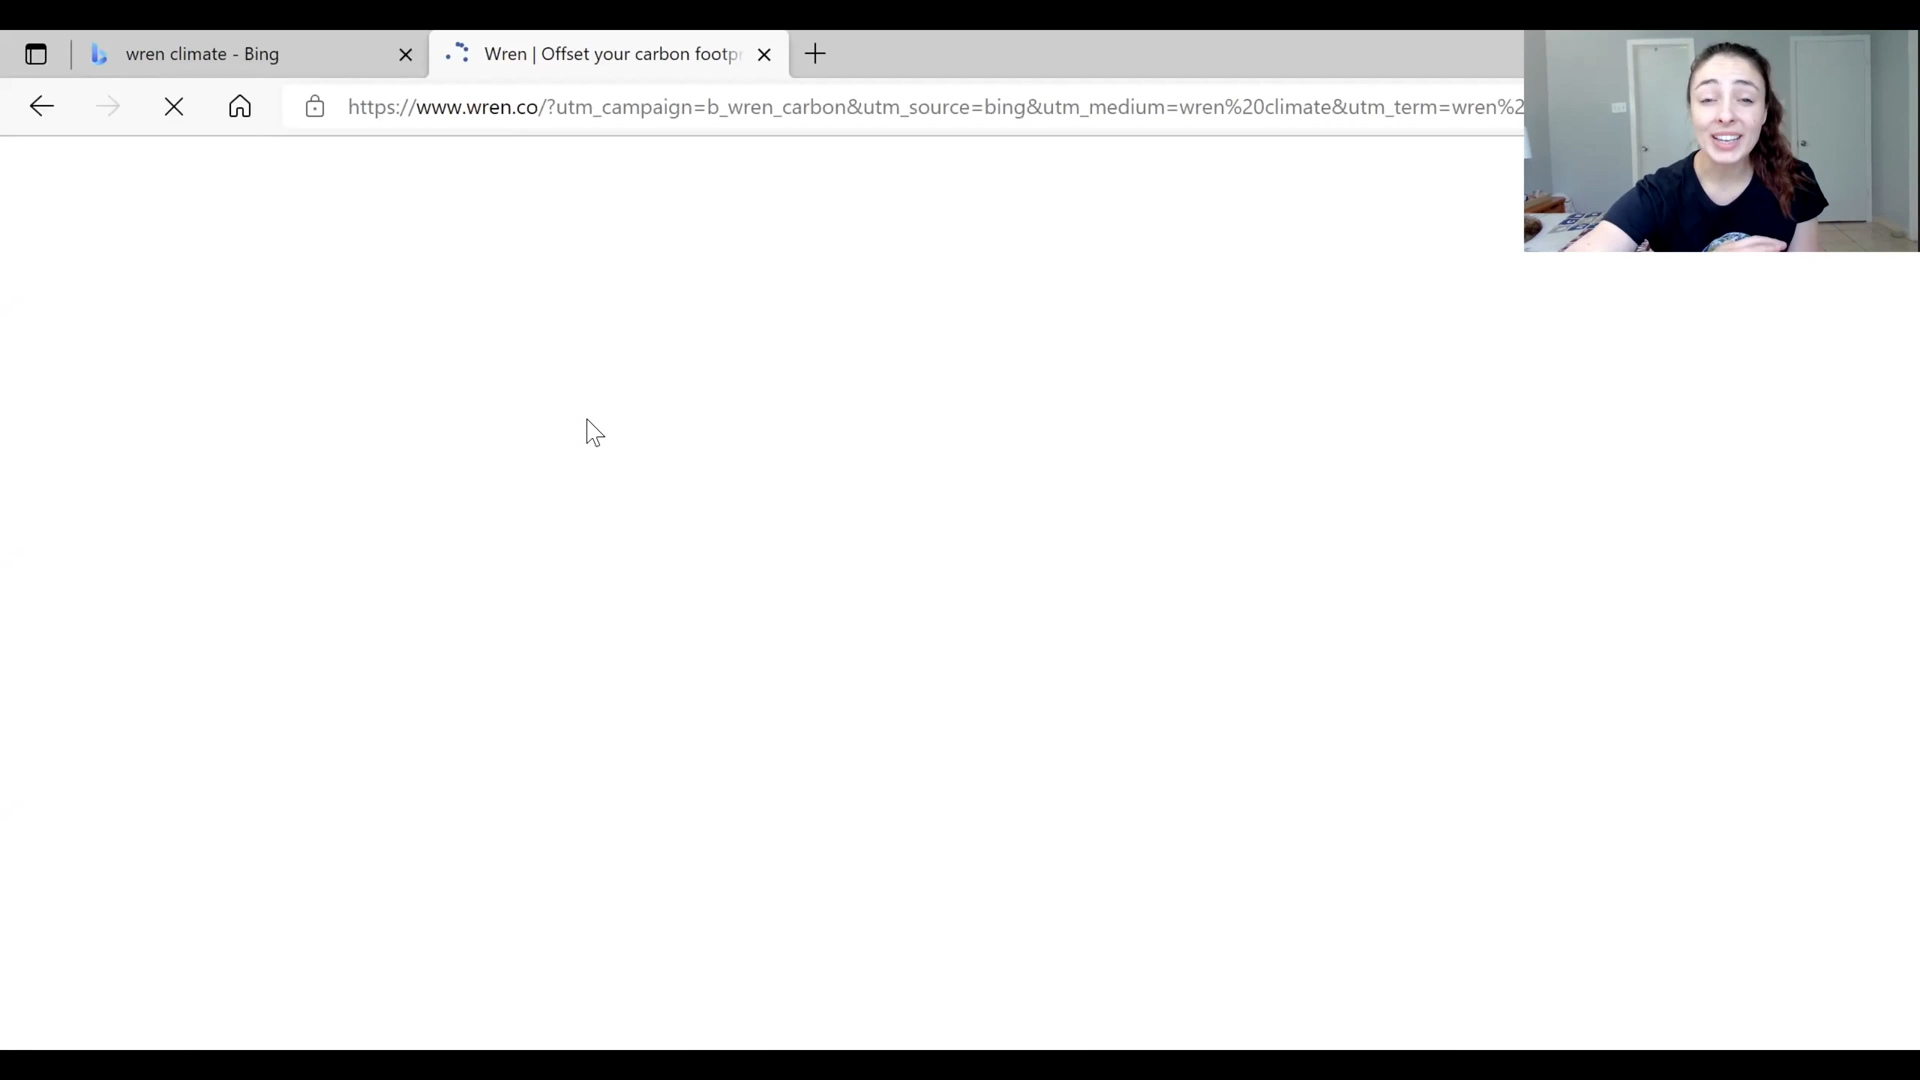 wren climate - Bing
Wren | Offset your carbon footpr
https://www.wren.co/?utm_campaign=b_wren_carbon&utm_source=bing&utm_medium=wren%20climate&utm_term=wren%2